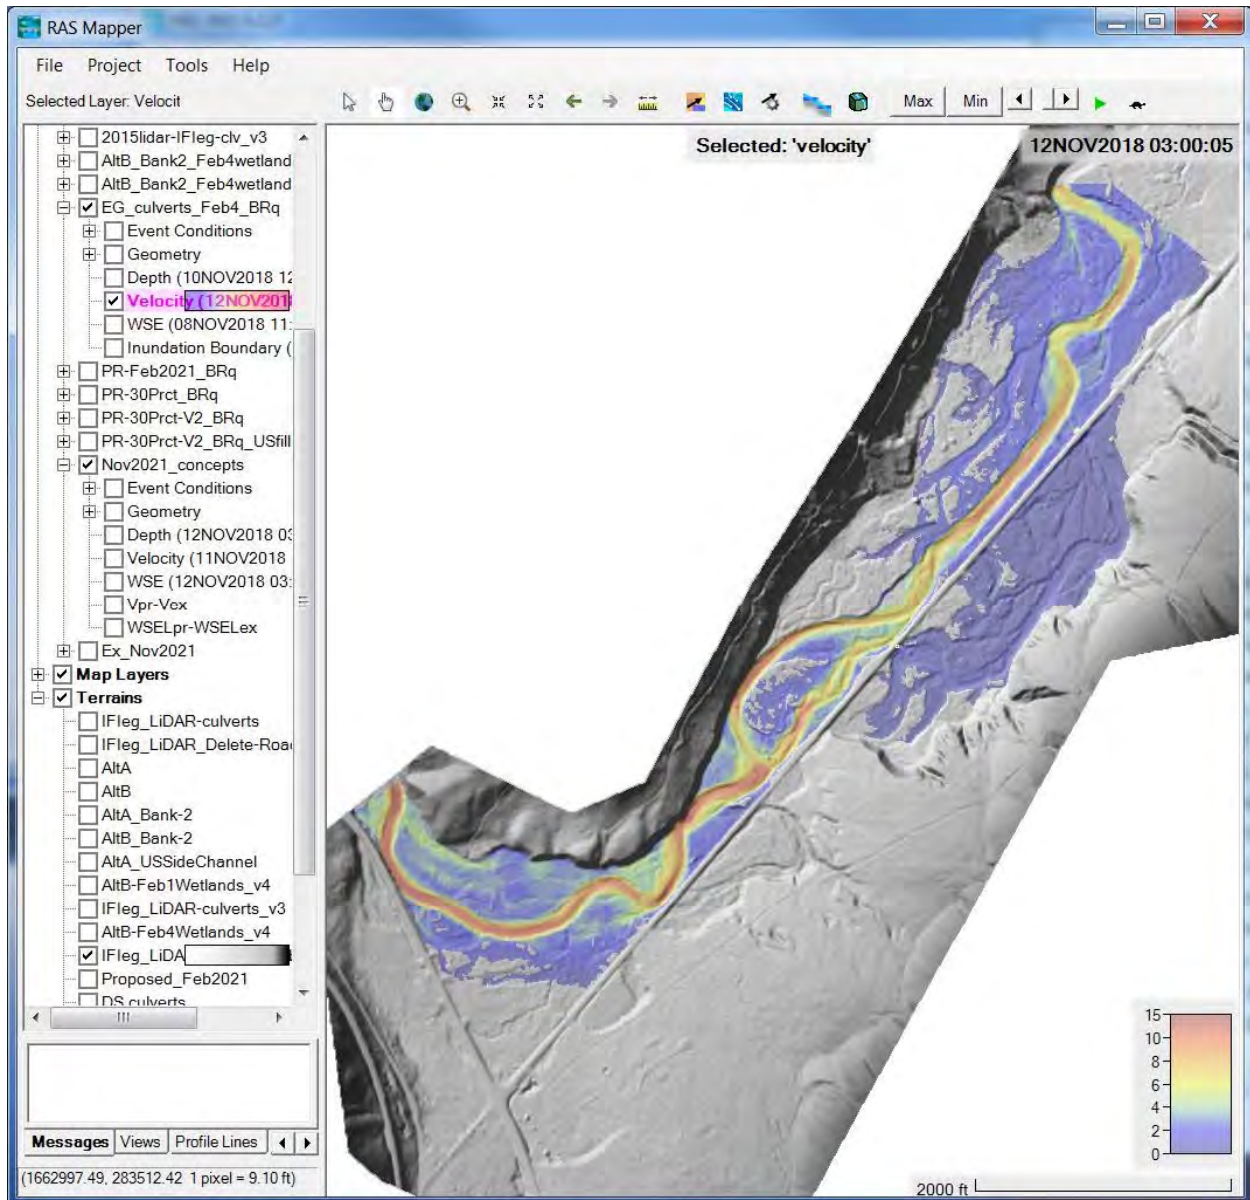 RAS Mapper
File Project Tools Help
Selected Layer: Velocit
Max Min
2015lidar-IFleg-clv_v3
AltB_Bank2_Feb4wetland
AltB_Bank2_Feb4wetland
EG_culverts_Feb4_BRq
Event Conditions
Geometry
Depth (10NOV2018 12
Velocity (12NOV201
WSE (08NOV2018 11:
Inundation Boundary (
PR-Feb2021_BRq
PR-30Prct_BRq
PR-30Prct-V2_BRq
PR-30Prct-V2_BRq_USfill
Nov2021_concepts
Event Conditions
Geometry
Depth (12NOV2018 03:
Velocity (11NOV2018
WSE (12NOV2018 03:
Vpr-Vex
WSELpr-WSELex
Ex_Nov2021
Map Layers
Terrains
IFleg_LiDAR-culverts
IFleg_LiDAR_Delete-Road
AltA
AltB
AltA_Bank-2
AltB_Bank-2
AltA_USSideChannel
AltB-Feb1Wetlands_v4
IFleg_LiDAR-culverts_v3
AltB-Feb4Wetlands_v4
IFleg_LiDA
Proposed_Feb2021
DS culverts
Messages Views Profile Lines
(1662997.49, 283512.42 1 pixel = 9.10 ft)
Selected: 'velocity'
12NOV2018 03:00:05
15
10
8
6
4
2
0
2000 ft